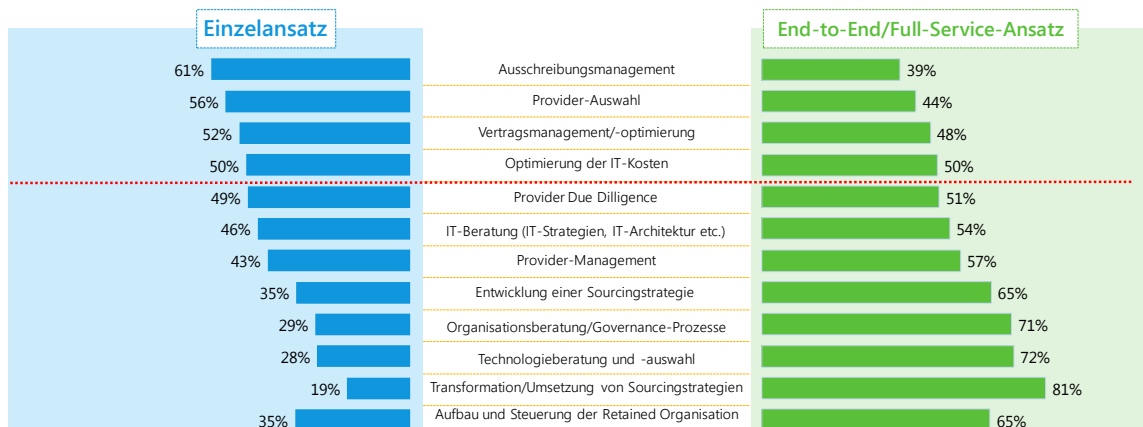 Einzelansatz End-to-End/Full-Service-Ansatz
61% Ausschreibungsmanagement 39%
56% Provider-Auswahl 44%
52% Vertragsmanagement/-optimierung 48%
50% Optimierung der IT-Kosten 50%
49% Provider Due Dilligence 51%
46% IT-Beratung (IT-Strategien, IT-Architektur etc.) 54%
43% Provider-Management 57%
35% Entwicklung einer Sourcingstrategie 65%
29% Organisationsberatung/Governance-Prozesse 71%
28% Technologieberatung und -auswahl 72%
19% Transformation/Umsetzung von Sourcingstrategien 81%
35% Aufbau und Steuerung der Retained Organisation 65%